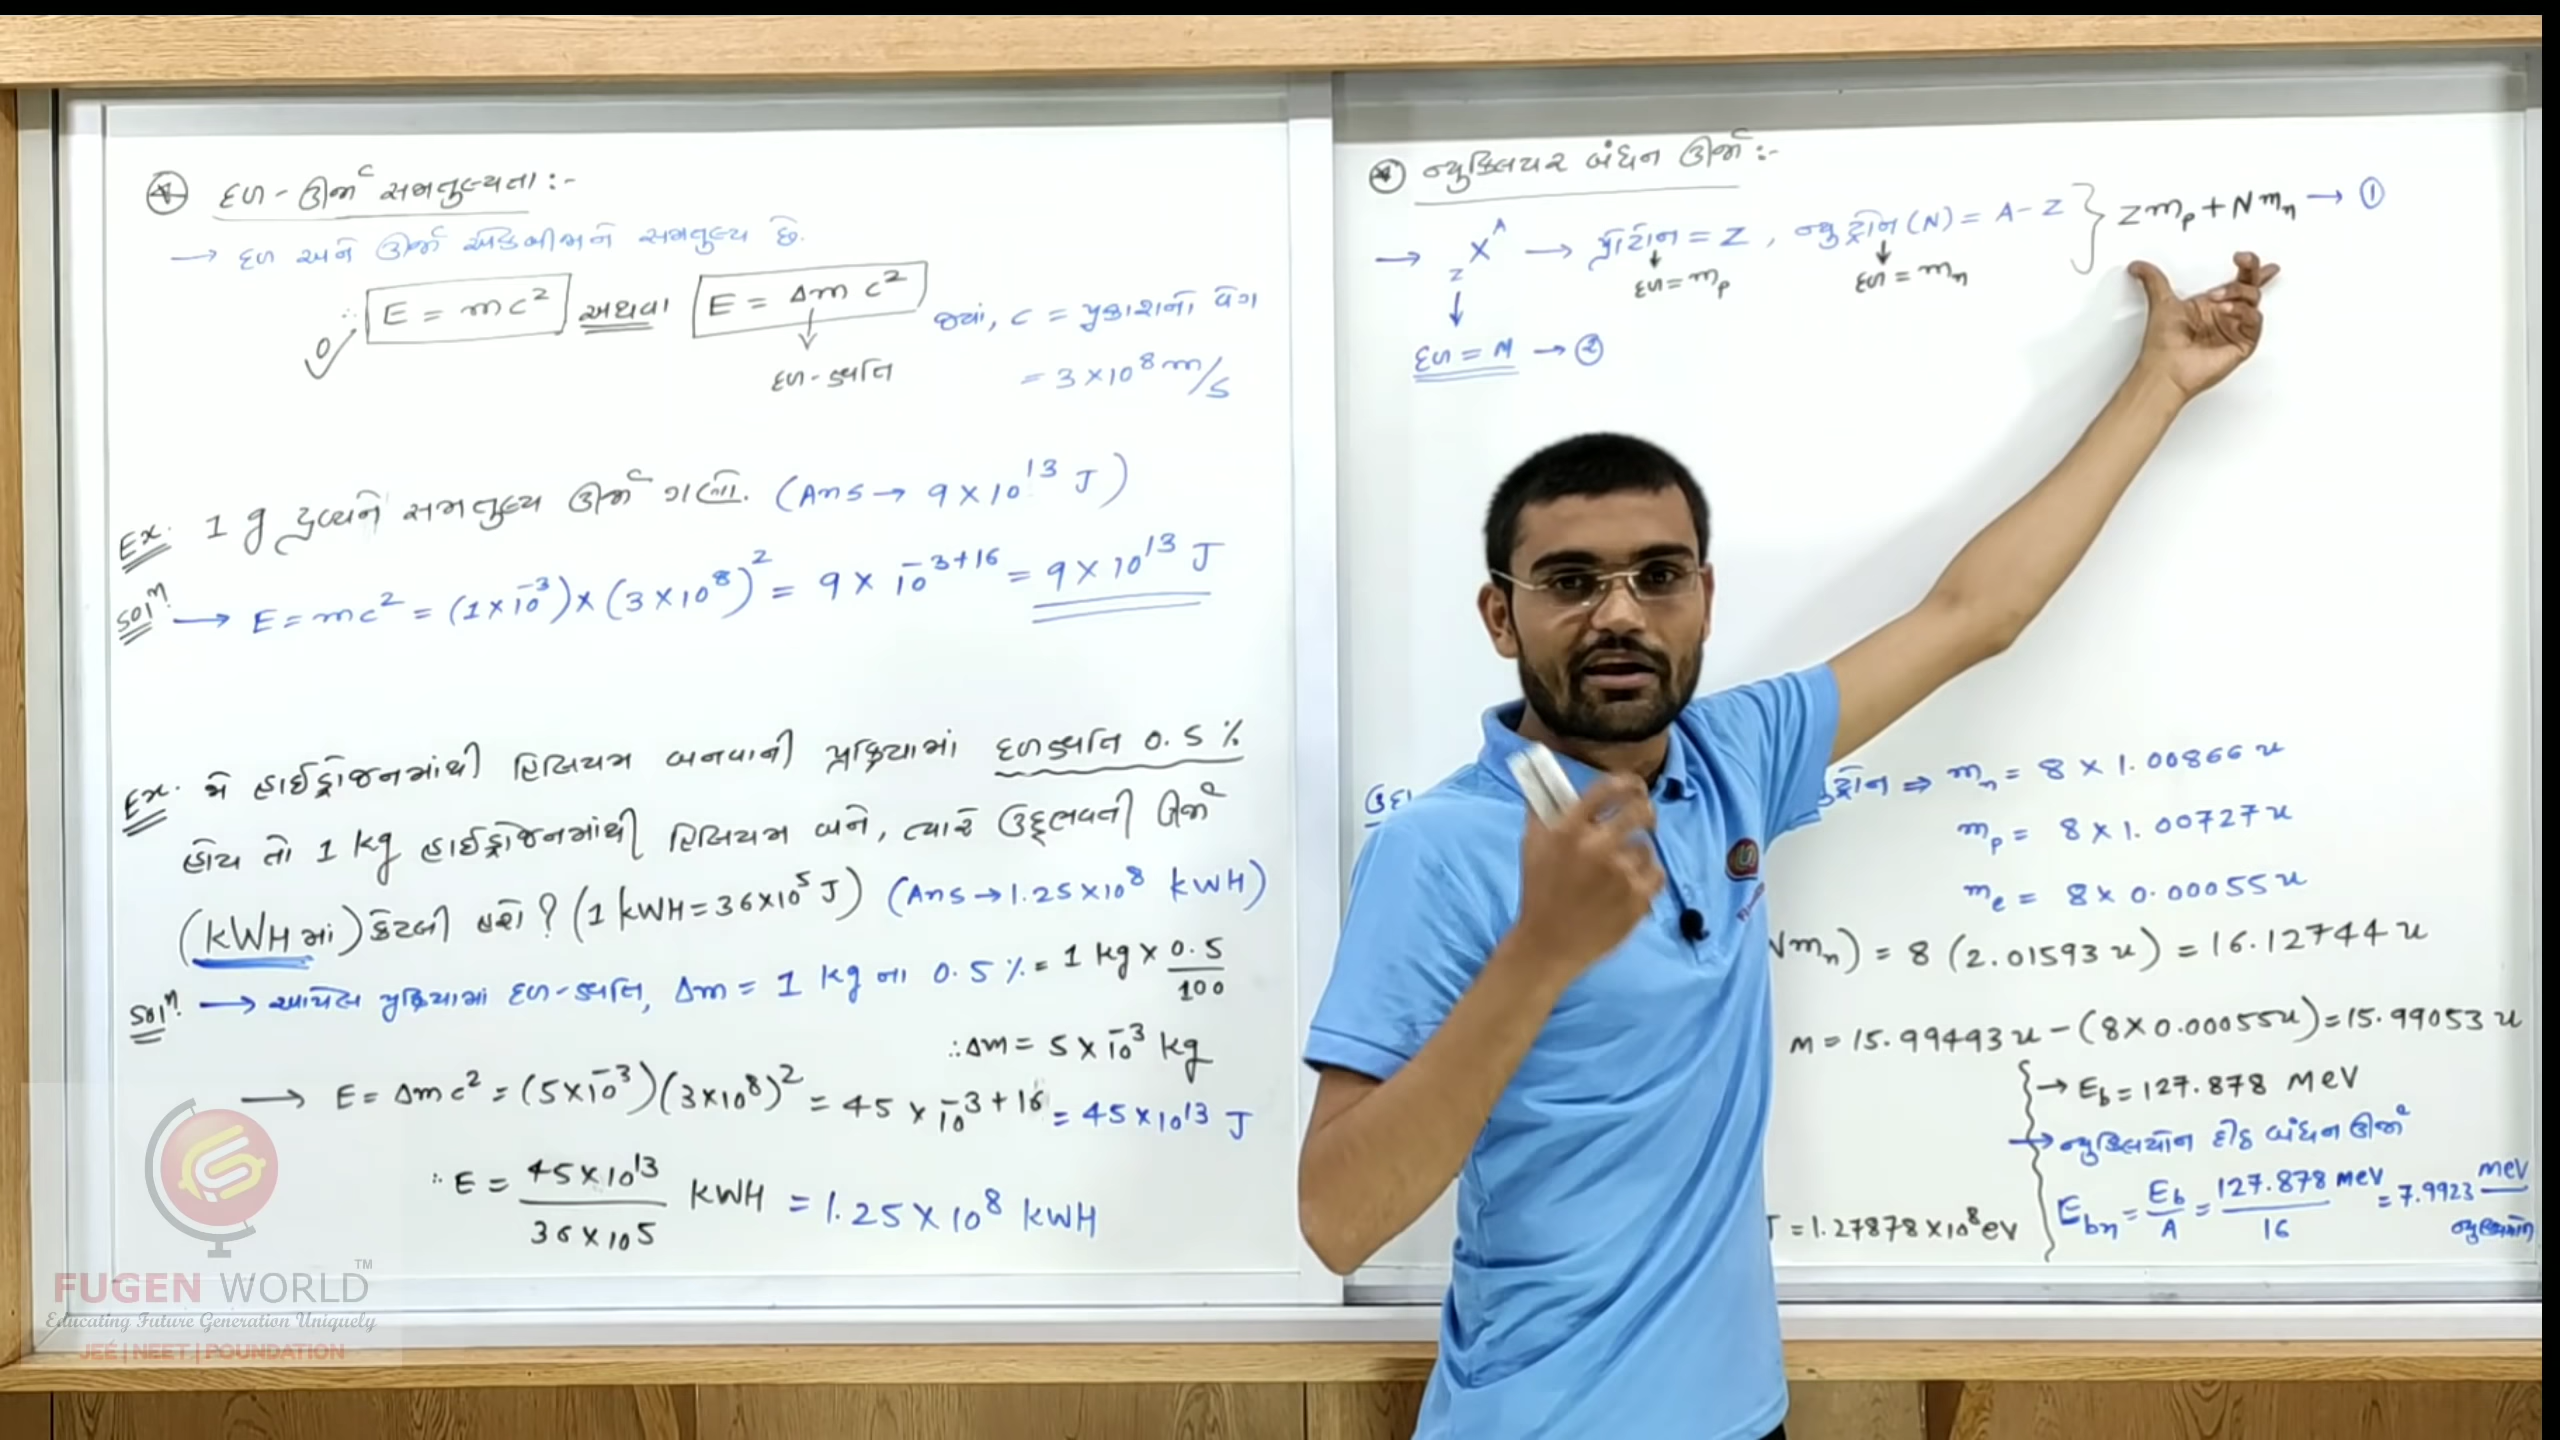 દળ-ઊર્જા સમતુલ્યતા :-
→ દળ અને ઊર્જા એકબીજાને સમતુલ્ય છે.
∴ E = mc² અથવા E = Δm c² જ્યાં, c = પ્રકાશનો વેગ
દળ-ક્ષતિ = 3×10⁸ m/s
Ex. 1 g દ્રવ્યને સમતુલ્ય ઊર્જા ગણો. (Ans → 9×10¹³ J)
Solⁿ. → E = mc² = (1×10⁻³)×(3×10⁸)² = 9×10⁻³⁺¹⁶ = 9×10¹³ J
Ex. જો હાઈડ્રોજનમાંથી હિલિયમ બનવાની પ્રક્રિયામાં દળક્ષતિ 0.5 %
હોય તો 1 kg હાઈડ્રોજનમાંથી હિલિયમ બને, ત્યારે ઉદ્દભવતી ઊર્જા
(kWH માં) કેટલી હશે? (1 kWH = 36×10⁵ J) (Ans → 1.25×10⁸ kWH)
Solⁿ. → આપેલ પ્રક્રિયામાં દળ-ક્ષતિ, Δm = 1 kg ના 0.5 % = 1 kg × 0.5/100
∴ Δm = 5×10⁻³ kg
→ E = Δmc² = (5×10⁻³)(3×10⁸)² = 45×10⁻³⁺¹⁶ = 45×10¹³ J
∴ E = 45×10¹³/36×10⁵ kWH = 1.25×10⁸ kWH
FUGEN WORLD™
Educating Future Generation Uniquely
JEE | NEET | FOUNDATION
ન્યુક્લિયર બંધન ઊર્જા :-
→ zXᴬ → પ્રોટોન = Z, ન્યુટ્રોન (N) = A-Z } Zmₚ + Nmₙ → ①
દળ = mₚ દળ = mₙ
દળ = M → ②
ઉદા
ટ્રોન ⇒ mₙ = 8×1.00866 u
mₚ = 8×1.00727 u
mₑ = 8×0.00055 u
Nmₙ) = 8 (2.01593 u) = 16.12744 u
M = 15.99493 u - (8×0.00055u) = 15.99053 u
→ E_b = 127.878 MeV
→ ન્યુક્લિયોન દીઠ બંધન ઊર્જા
E_bn = E_b/A = 127.878 MeV/16 = 7.9923 MeV/ન્યુક્લિયોન
J = 1.27878×10⁸ eV